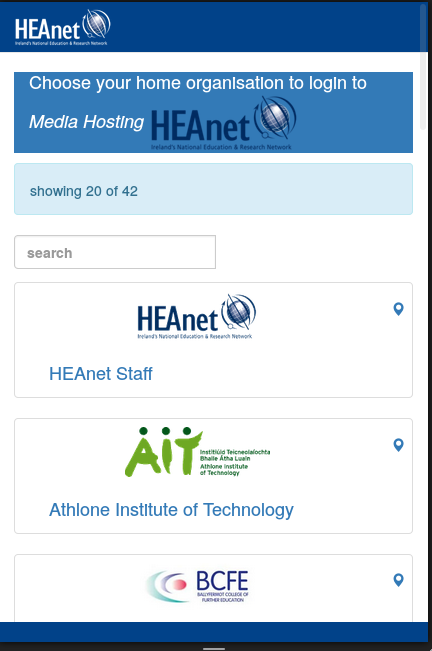 HEAnet
Ireland's National Education & Research Network
Choose your home organisation to login to
Media Hosting HEAnet
Ireland's National Education & Research Network
showing 20 of 42
search
HEAnet
Ireland's National Education & Research Network
HEAnet Staff
AIT
Institiúid Teicneolaíochta
Bhaile Átha Luain
Athlone Institute
of Technology
Athlone Institute of Technology
BCFE
BALLYFERMOT COLLEGE OF
FURTHER EDUCATION